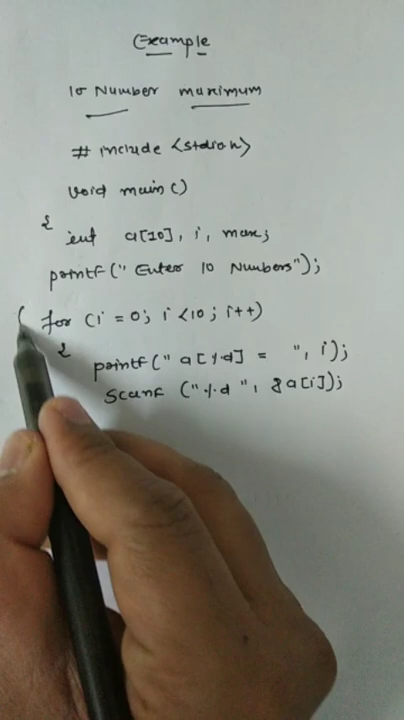 Example
10 Number maximum
# include <stdio.h>
void main()
{
int a[10], i, max;
printf(" Enter 10 Numbers");
( for (i = 0; i <10; i++)
{
printf(" a[%d] = ", i);
scanf ("%d ", &a[i]);